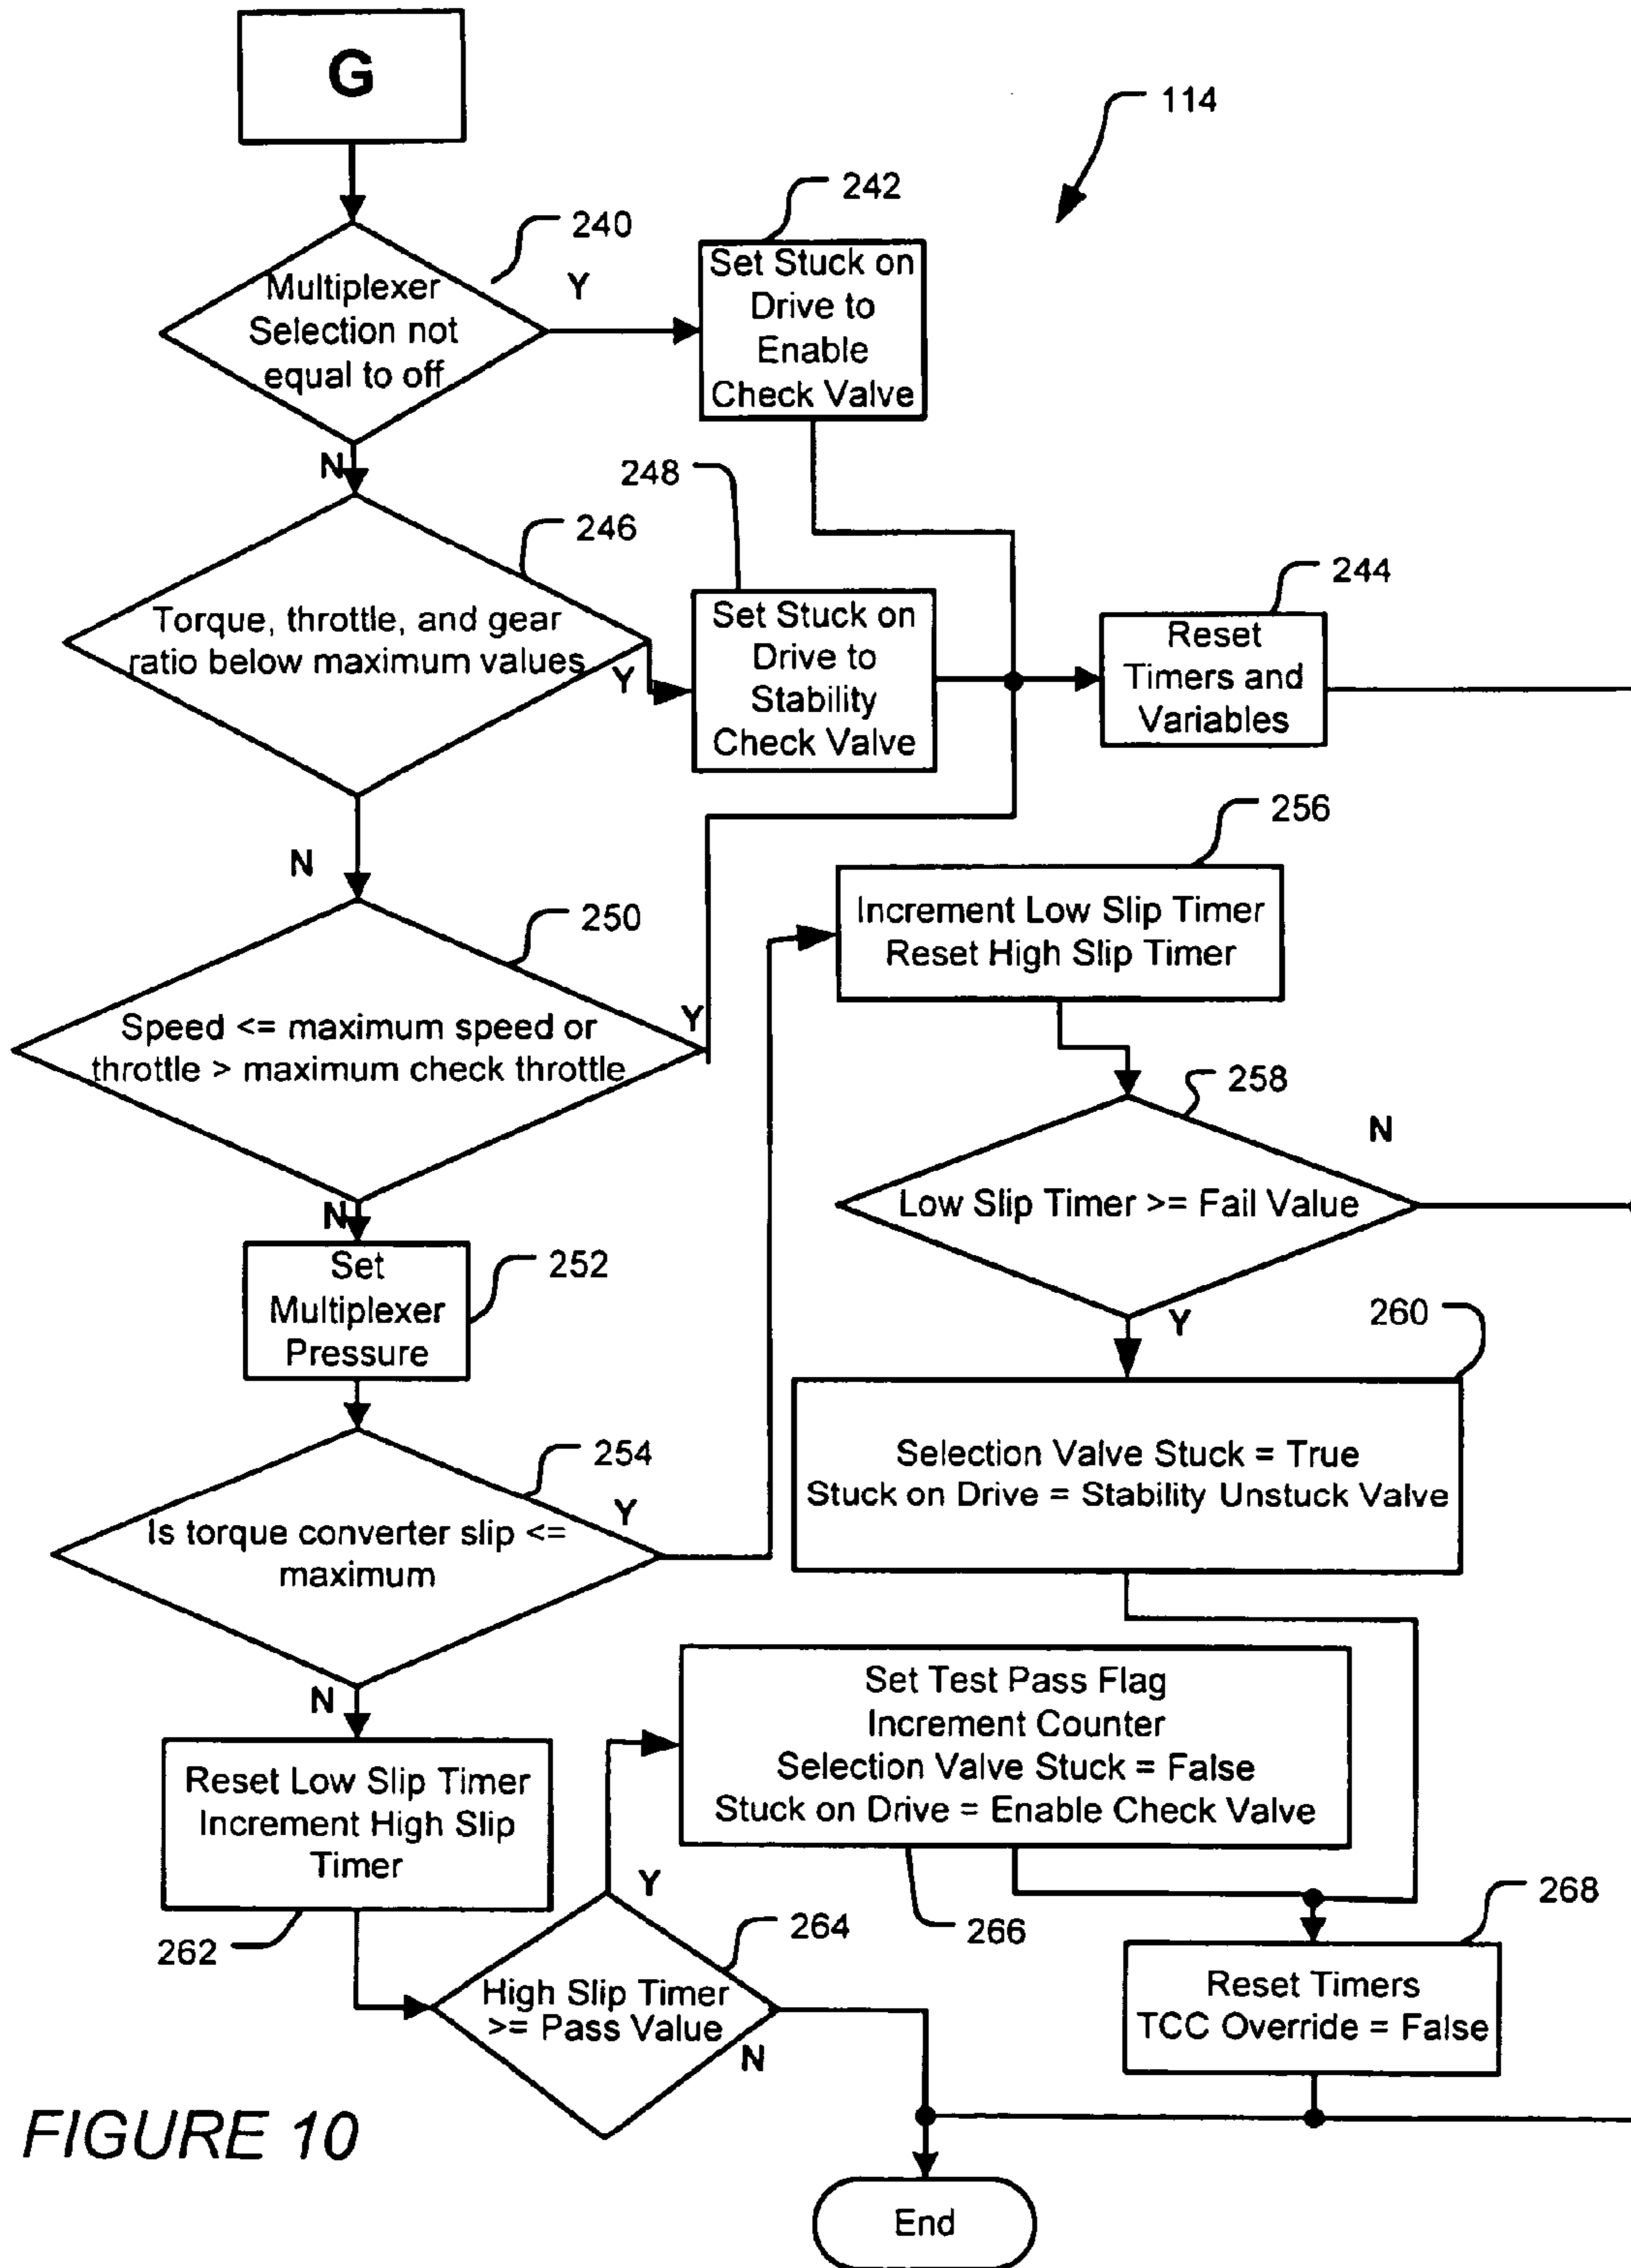 G
114
240
Multiplexer
Selection not
equal to off
Y
N
242
Set Stuck on
Drive to
Enable
Check Valve
246
Torque, throttle, and gear
ratio below maximum values
Y
N
248
Set Stuck on
Drive to
Stability
Check Valve
244
Reset
Timers and
Variables
250
Speed <= maximum speed or
throttle > maximum check throttle
Y
N
252
Set
Multiplexer
Pressure
254
Is torque converter slip <=
maximum
Y
N
256
Increment Low Slip Timer
Reset High Slip Timer
258
Low Slip Timer >= Fail Value
N
Y
260
Selection Valve Stuck = True
Stuck on Drive = Stability Unstuck Valve
262
Reset Low Slip Timer
Increment High Slip
Timer
264
High Slip Timer
>= Pass Value
Y
N
266
Set Test Pass Flag
Increment Counter
Selection Valve Stuck = False
Stuck on Drive = Enable Check Valve
268
Reset Timers
TCC Override = False
End
FIGURE 10